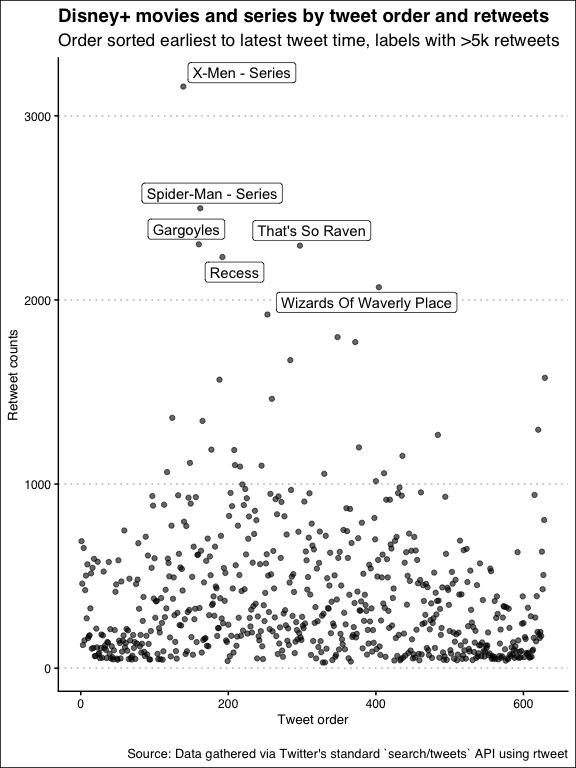 Disney+ movies and series by tweet order and retweets
Order sorted earliest to latest tweet time, labels with >5k retweets
X-Men - Series
3000
Spider-Man - Series
Gargoyles
That's So Raven
Recess
2000
Wizards Of Waverly Place
Retweet counts
1000
0
0 200 400 600
Tweet order
Source: Data gathered via Twitter's standard `search/tweets` API using rtweet